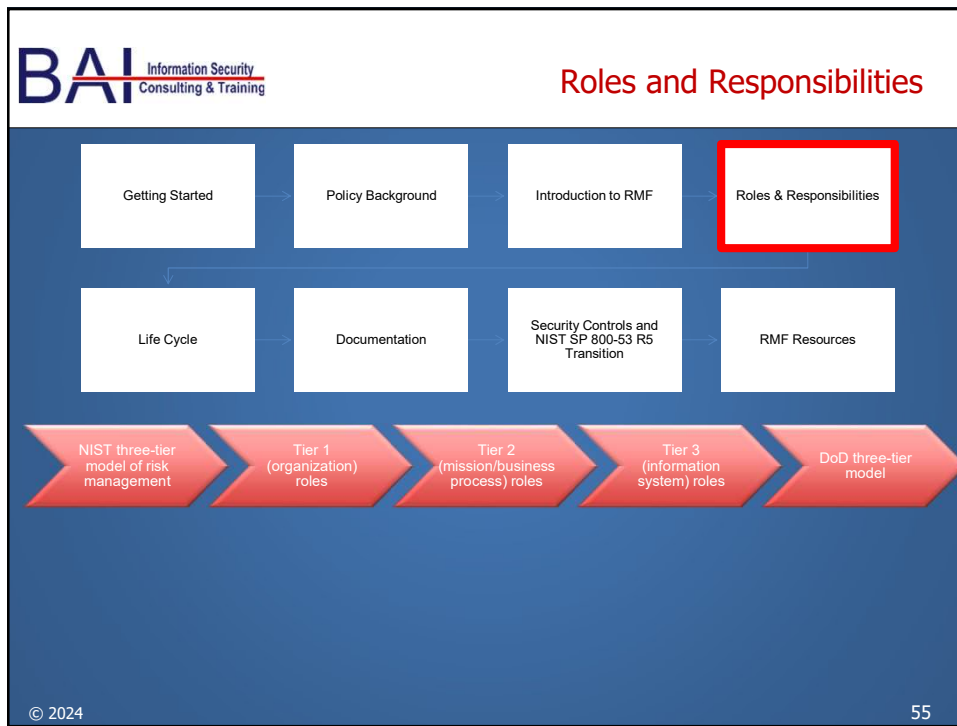 BAI
Information Security
Consulting & Training
Roles and Responsibilities
Getting Started
Policy Background
Introduction to RMF
Roles & Responsibilities
Life Cycle
Documentation
Security Controls and
NIST SP 800-53 R5
Transition
RMF Resources
NIST three-tier
model of risk
management
Tier 1
(organization)
roles
Tier 2
(mission/business
process) roles
Tier 3
(information
system) roles
DoD three-tier
model
© 2024
55